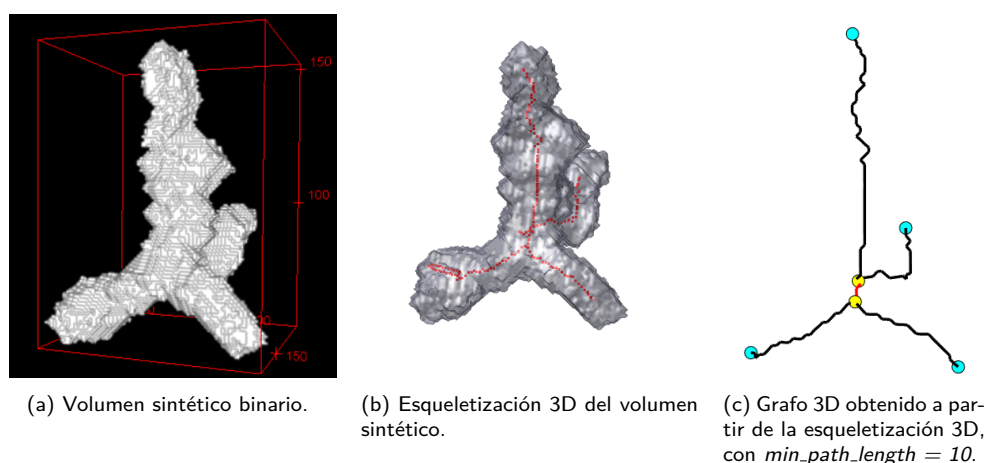 150
100
00
150
(a) Volumen sintético binario.
(b) Esqueletización 3D del volumen
sintético.
(c) Grafo 3D obtenido a par-
tir de la esqueletización 3D,
con min_path_length = 10.